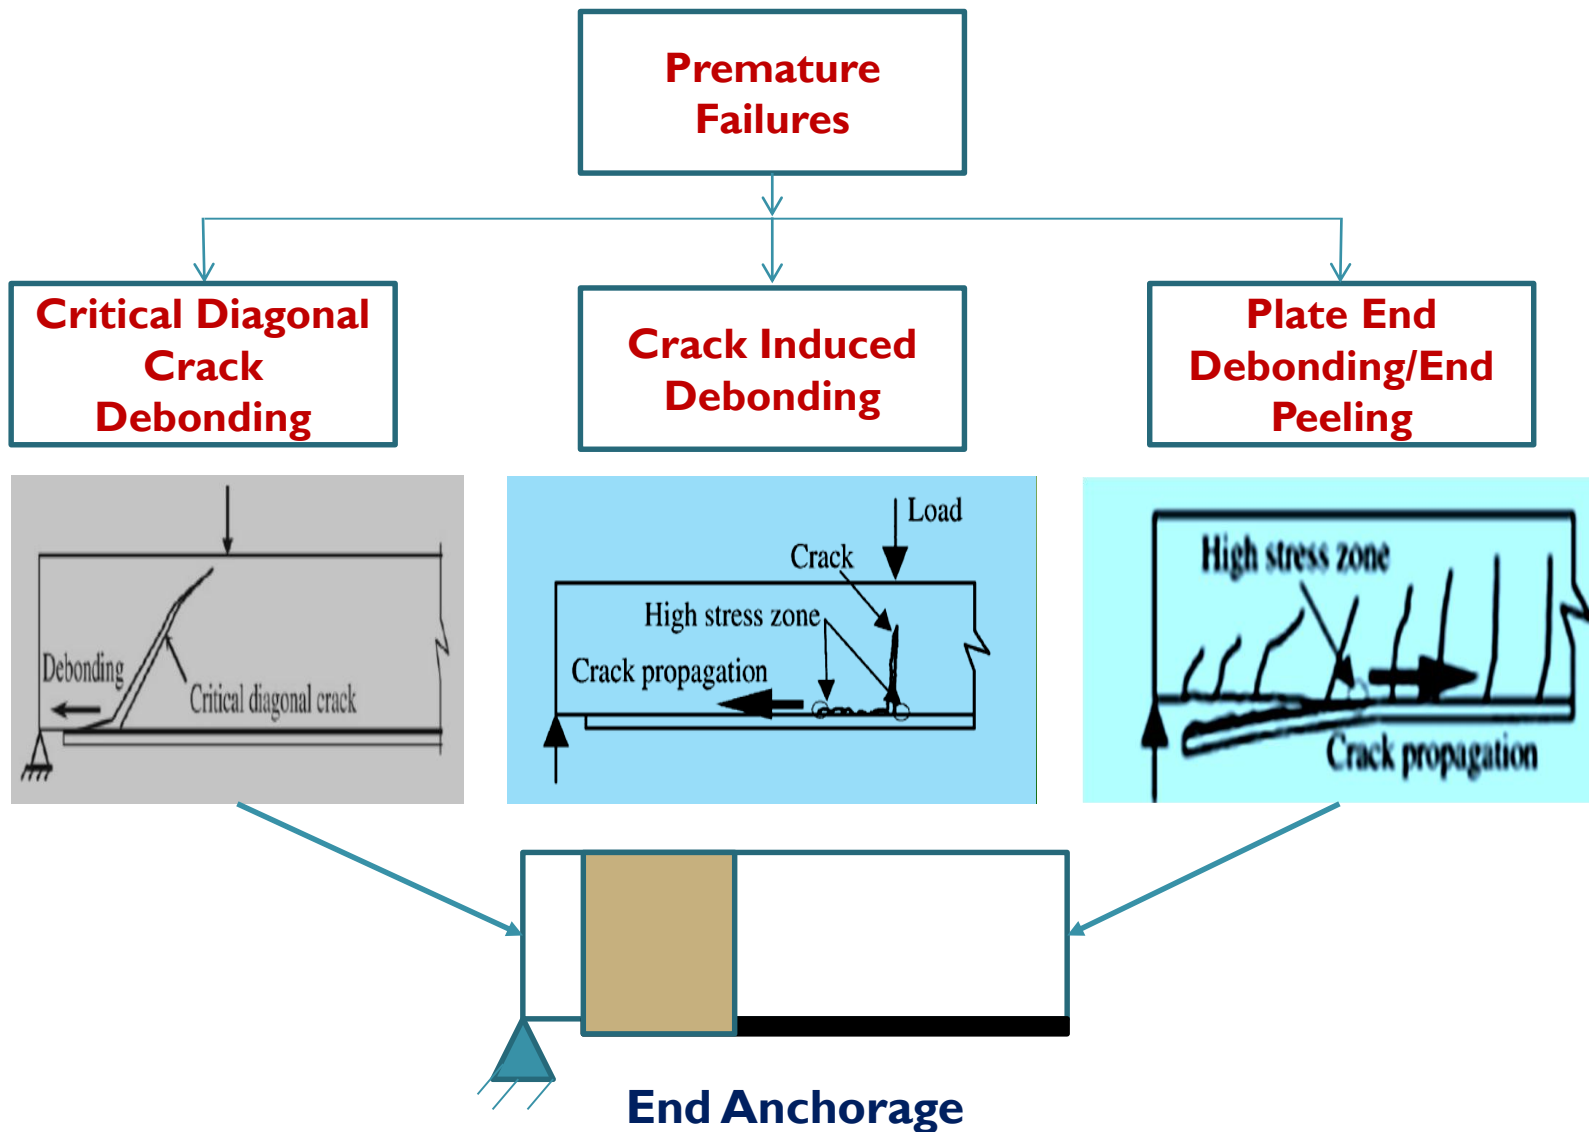 Premature
Failures
Critical Diagonal
Crack
Debonding
Crack Induced
Debonding
Plate End
Debonding/End
Peeling
Debonding
Critical diagonal crack
Load
Crack
High stress zone
Crack propagation
High stress zone
Crack propagation
End Anchorage